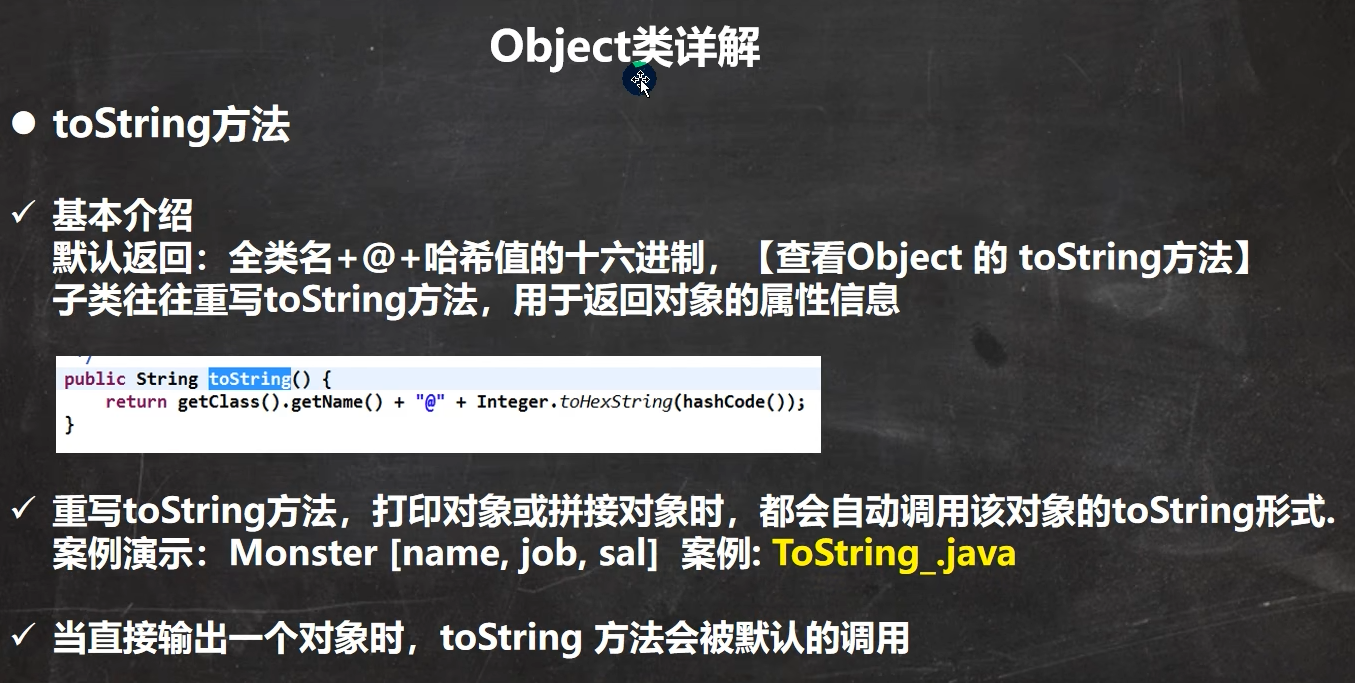 Object类详解
toString方法
基本介绍
默认返回：全类名+@+哈希值的十六进制，【查看Object 的 toString方法】
子类往往重写toString方法，用于返回对象的属性信息
*/
public String toString() {
return getClass().getName() + "@" + Integer.toHexString(hashCode());
}
重写toString方法，打印对象或拼接对象时，都会自动调用该对象的toString形式.
案例演示：Monster [name, job, sal] 案例: ToString_.java
当直接输出一个对象时，toString 方法会被默认的调用